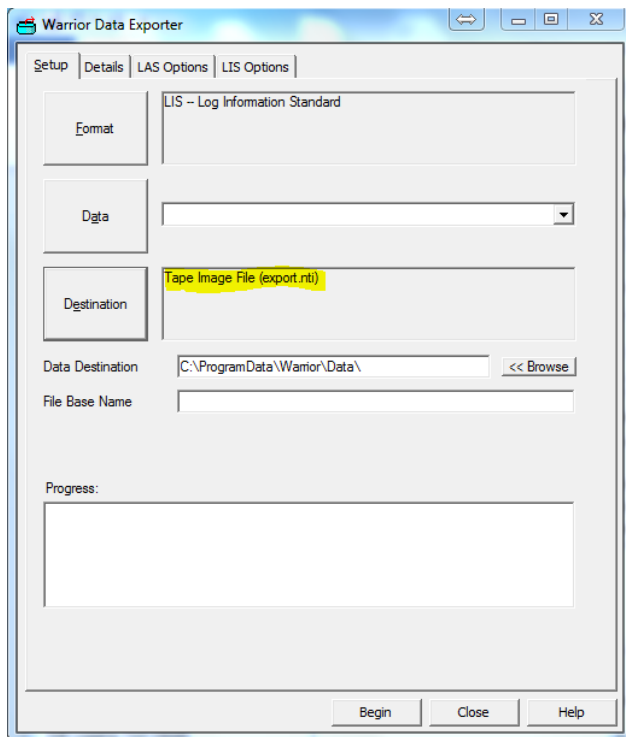 Warrior Data Exporter
Setup Details LAS Options LIS Options
Format
LIS -- Log Information Standard
Data
Destination
Tape Image File (export.nti)
Data Destination C:\ProgramData\Warrior\Data\ << Browse
File Base Name
Progress:
Begin Close Help